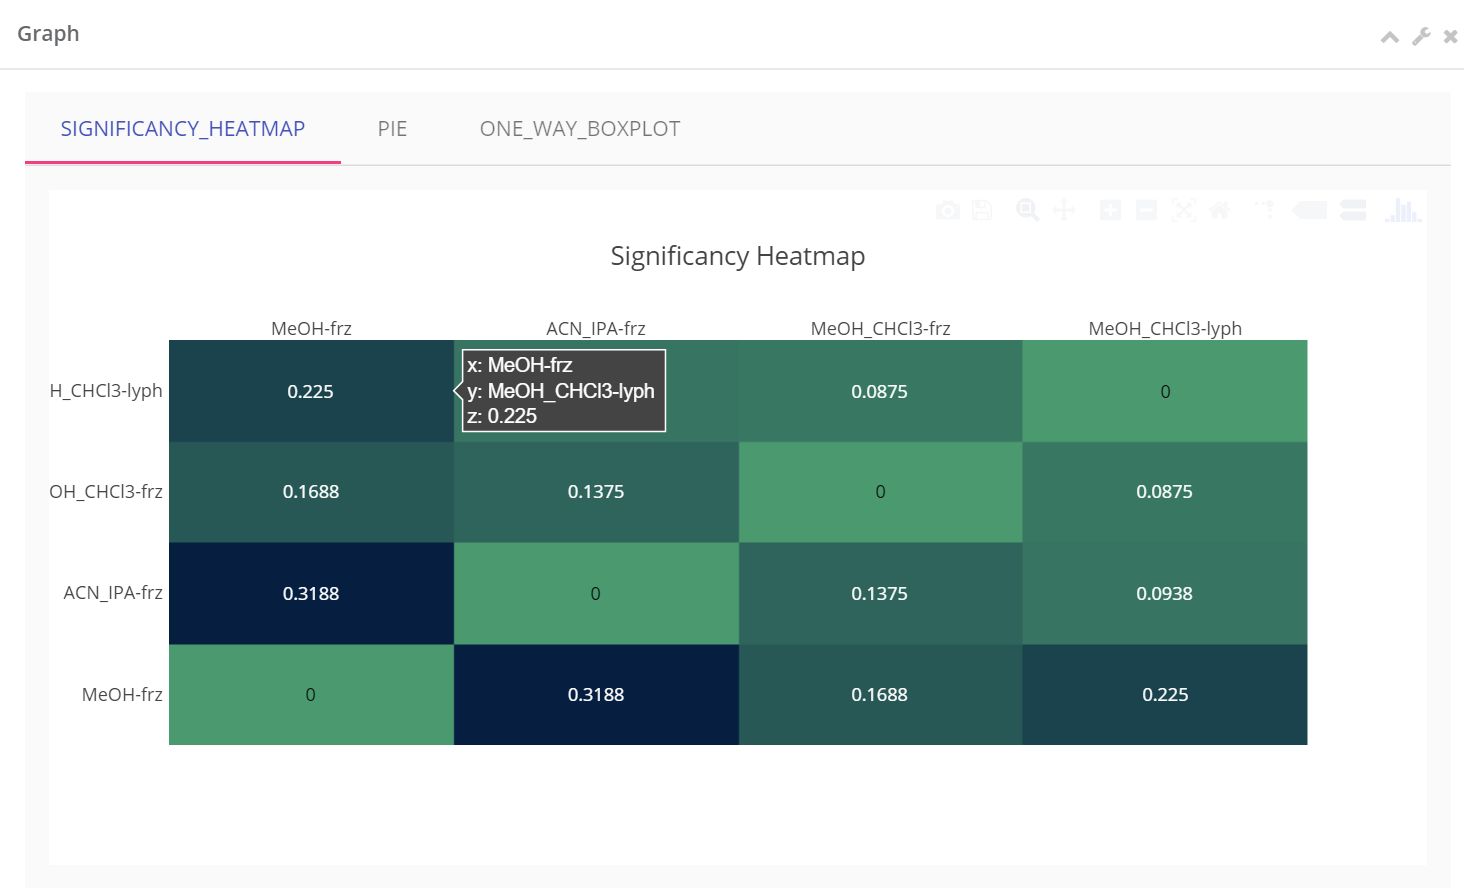 Graph
SIGNIFICANCY_HEATMAP PIE ONE_WAY_BOXPLOT
Significancy Heatmap
MeOH-frz ACN_IPA-frz MeOH_CHCl3-frz MeOH_CHCl3-lyph
H_CHCl3-lyph 0.225 0.0875 0
x: MeOH-frz
y: MeOH_CHCl3-lyph
z: 0.225
OH_CHCl3-frz 0.1688 0.1375 0 0.0875
ACN_IPA-frz 0.3188 0 0.1375 0.0938
MeOH-frz 0 0.3188 0.1688 0.225